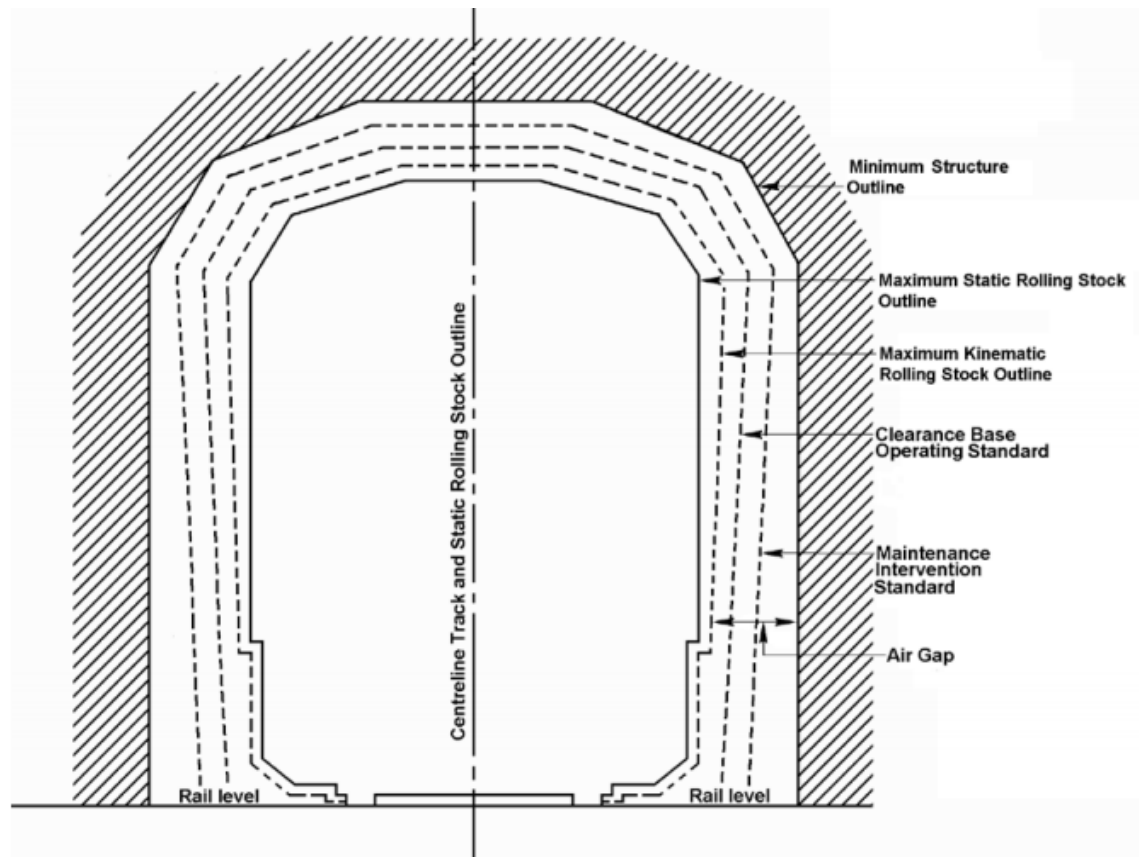 Minimum Structure
Outline
Maximum Static Rolling Stock
Outline
Maximum Kinematic
Rolling Stock Outline
Clearance Base
Operating Standard
Maintenance
Intervention
Standard
Air Gap
Centreline Track and Static Rolling Stock Outline
Rail level
Rail level